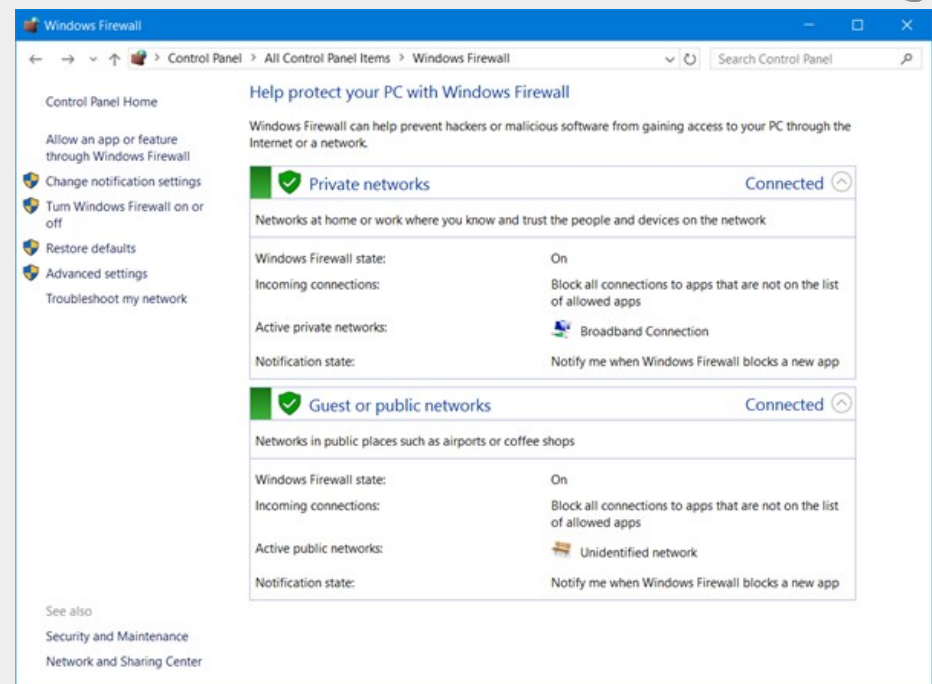 Windows Firewall
Control Panel > All Control Panel Items > Windows Firewall
Search Control Panel
Control Panel Home
Allow an app or feature
through Windows Firewall
Change notification settings
Turn Windows Firewall on or
off
Restore defaults
Advanced settings
Troubleshoot my network
See also
Security and Maintenance
Network and Sharing Center
Help protect your PC with Windows Firewall
Windows Firewall can help prevent hackers or malicious software from gaining access to your PC through the
Internet or a network.
Private networks Connected
Networks at home or work where you know and trust the people and devices on the network
Windows Firewall state: On
Incoming connections: Block all connections to apps that are not on the list
of allowed apps
Active private networks: Broadband Connection
Notification state: Notify me when Windows Firewall blocks a new app
Guest or public networks Connected
Networks in public places such as airports or coffee shops
Windows Firewall state: On
Incoming connections: Block all connections to apps that are not on the list
of allowed apps
Active public networks: Unidentified network
Notification state: Notify me when Windows Firewall blocks a new app